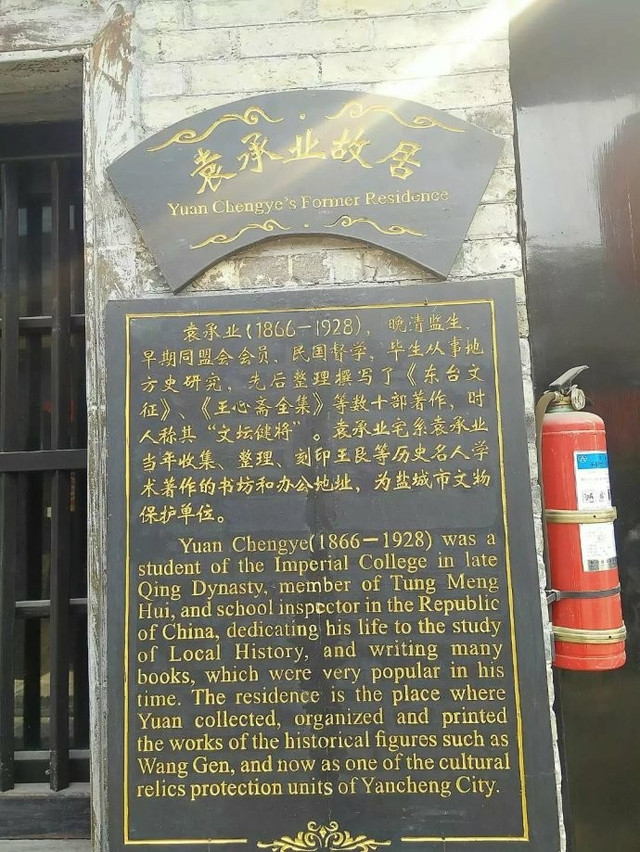 袁承业故居
Yuan Chengye's Former Residence
袁承业(1866—1928)，晚清监生、
早期同盟会会员、民国督学，毕生从事地
方史研究，先后整理撰写了《东台文
征》、《王心斋全集》等数十部著作，时
人称其“文坛健将”。袁承业宅系袁承业
当年收集、整理、刻印王艮等历史名人学
术著作的书坊和办公地址，为盐城市文物
保护单位。
Yuan Chengye(1866—1928) was a
student of the Imperial College in late
Qing Dynasty, member of Tung Meng
Hui, and school inspector in the Republic
of China, dedicating his life to the study
of Local History, and writing many
books, which were very popular in his
time. The residence is the place where
Yuan collected, organized and printed
the works of the historical figures such as
Wang Gen, and now as one of the cultural
relics protection units of Yancheng City.